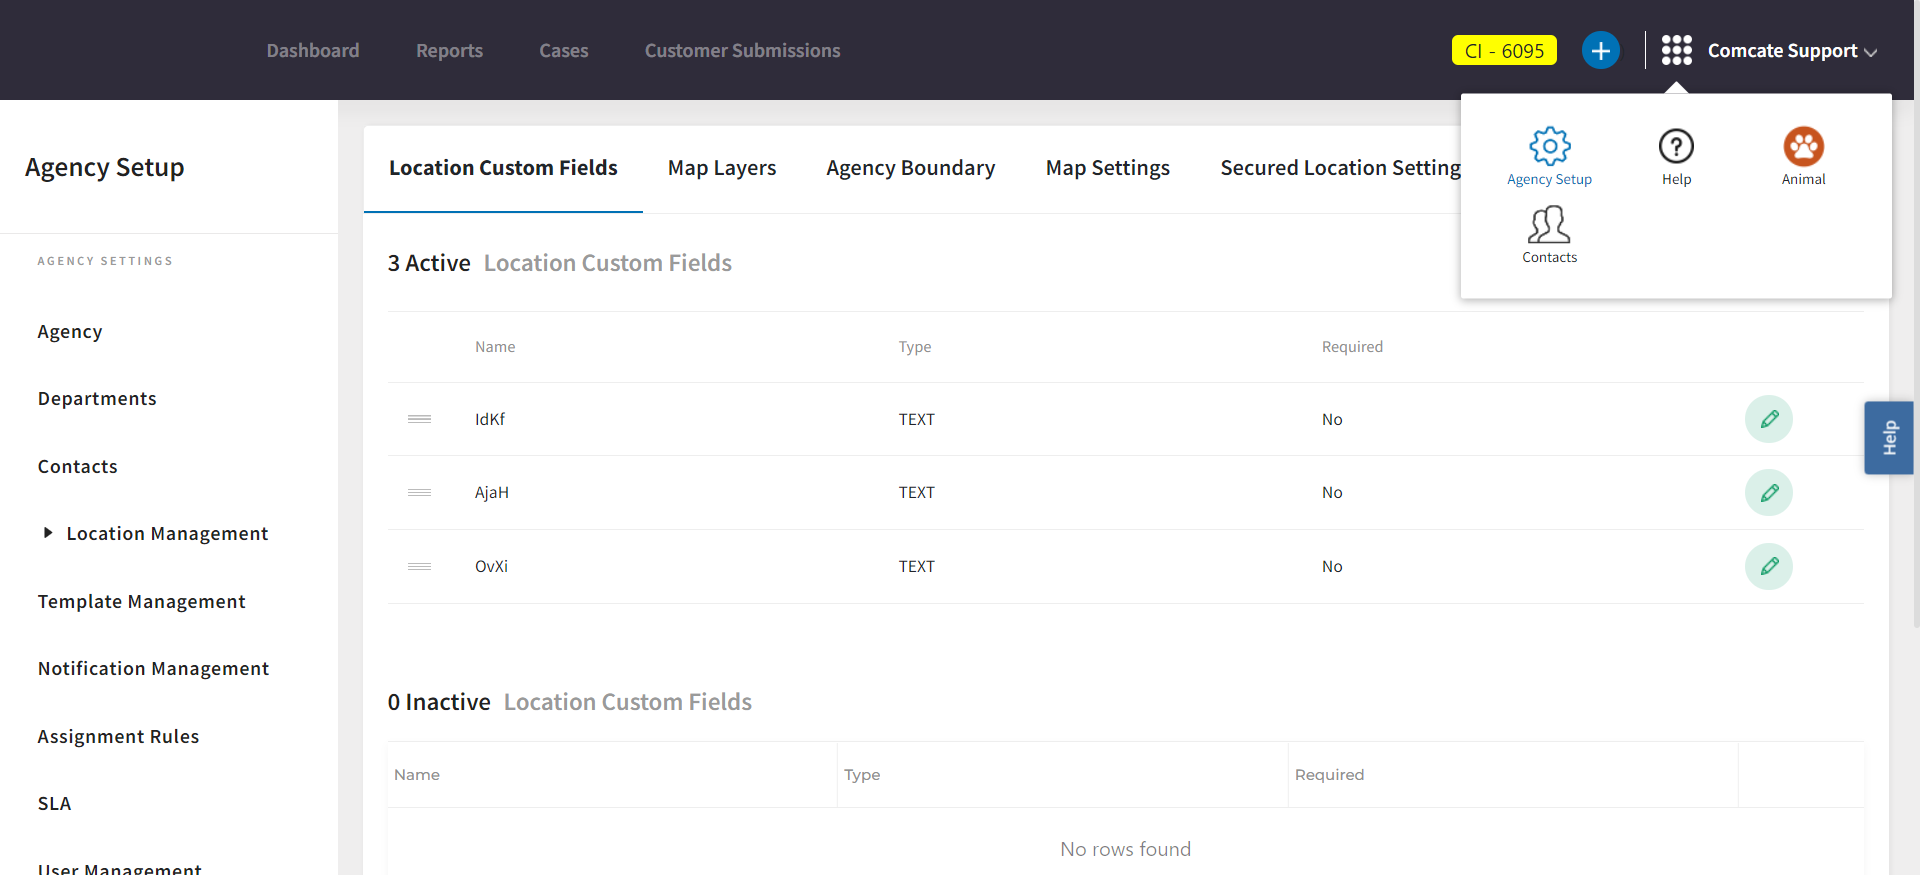 Dashboard
Reports
Cases
Customer Submissions
CI - 6095
Comcate Support
Agency Setup
Help
Animal
Contacts
Agency Setup
AGENCY SETTINGS
Agency
Departments
Contacts
Location Management
Template Management
Notification Management
Assignment Rules
SLA
User Management
Location Custom Fields
Map Layers
Agency Boundary
Map Settings
Secured Location Setting
3 Active Location Custom Fields
Name Type Required
IdKf TEXT No
AjaH TEXT No
OvXi TEXT No
0 Inactive Location Custom Fields
Name Type Required
No rows found
Help